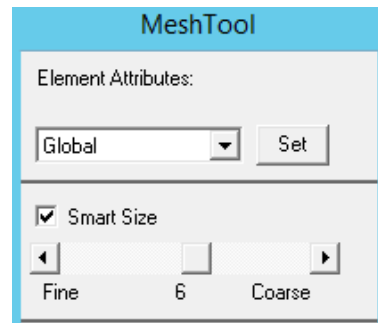 MeshTool
Element Attributes:
Global Set
Smart Size
Fine 6 Coarse